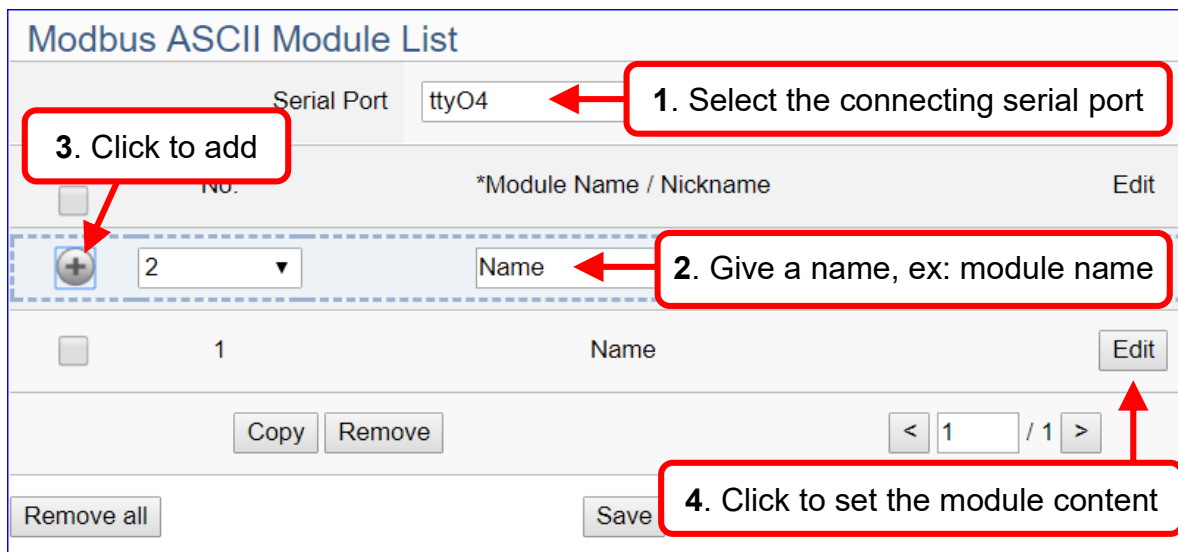 Modbus ASCII Module List
Serial Port ttyO4 1. Select the connecting serial port
3. Click to add
No. *Module Name / Nickname Edit
2 ▼ Name 2. Give a name, ex: module name
1 Name Edit
Copy Remove < 1 / 1 >
4. Click to set the module content
Remove all Save